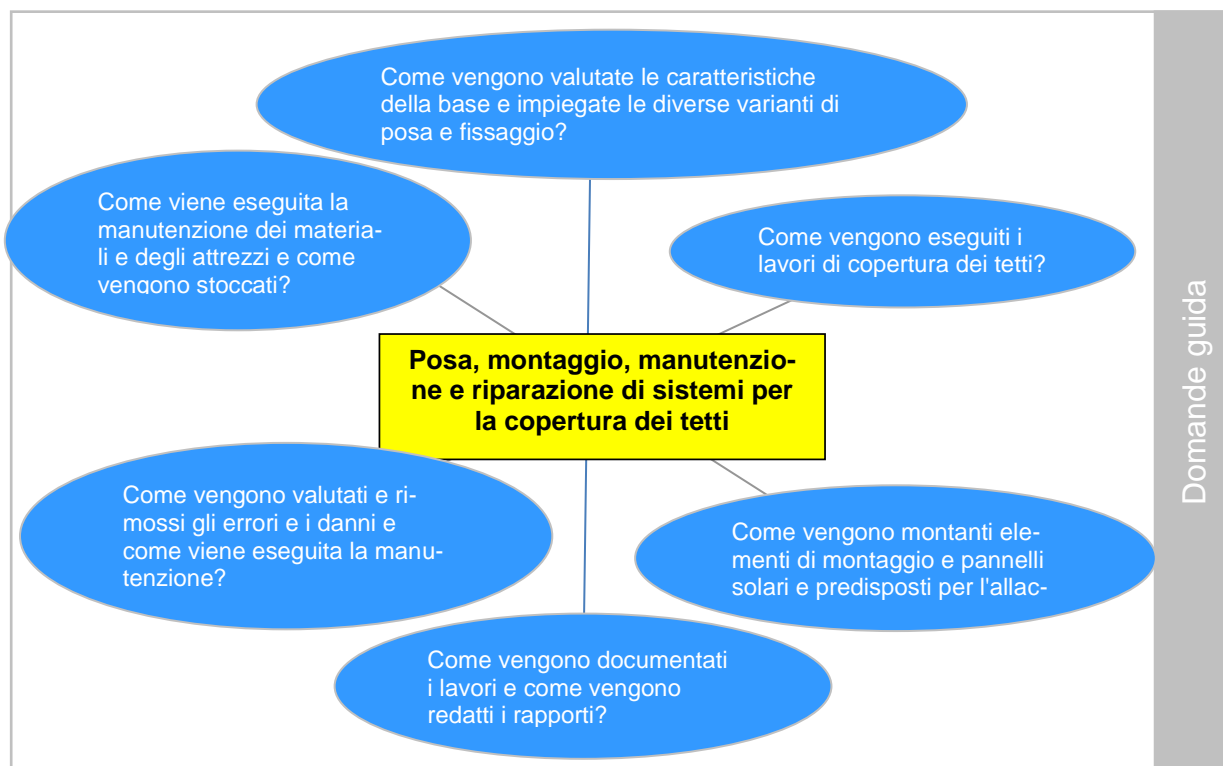 Come vengono valutate le caratteristiche
della base e impiegate le diverse varianti di
posa e fissaggio?
Come viene eseguita la
manutenzione dei materia-
li e degli attrezzi e come
vengono stoccati?
Come vengono eseguiti i
lavori di copertura dei tetti?
Posa, montaggio, manutenzio-
ne e riparazione di sistemi per
la copertura dei tetti
Come vengono valutati e ri-
mossi gli errori e i danni e
come viene eseguita la manu-
tenzione?
Come vengono montanti ele-
menti di montaggio e pannelli
solari e predisposti per l'allac-
Come vengono documentati
i lavori e come vengono
redatti i rapporti?
Domande guida